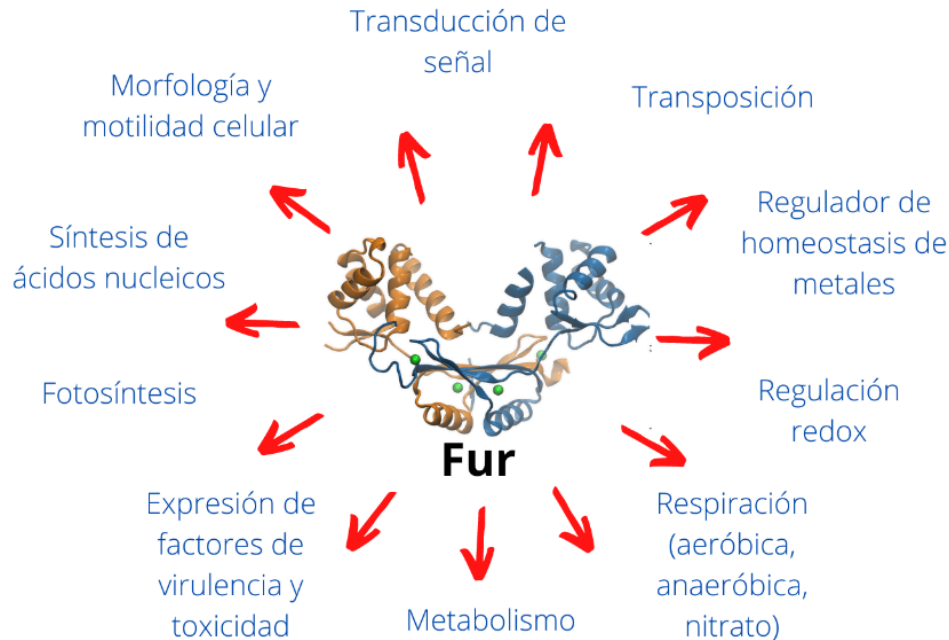 Transducción de
señal
Morfología y
motilidad celular
Transposición
Síntesis de
ácidos nucleicos
Regulador de
homeostasis de
metales
Fotosíntesis
Regulación
redox
Fur
Expresión de
factores de
virulencia y
toxicidad
Metabolismo
Respiración
(aeróbica,
anaeróbica,
nitrato)